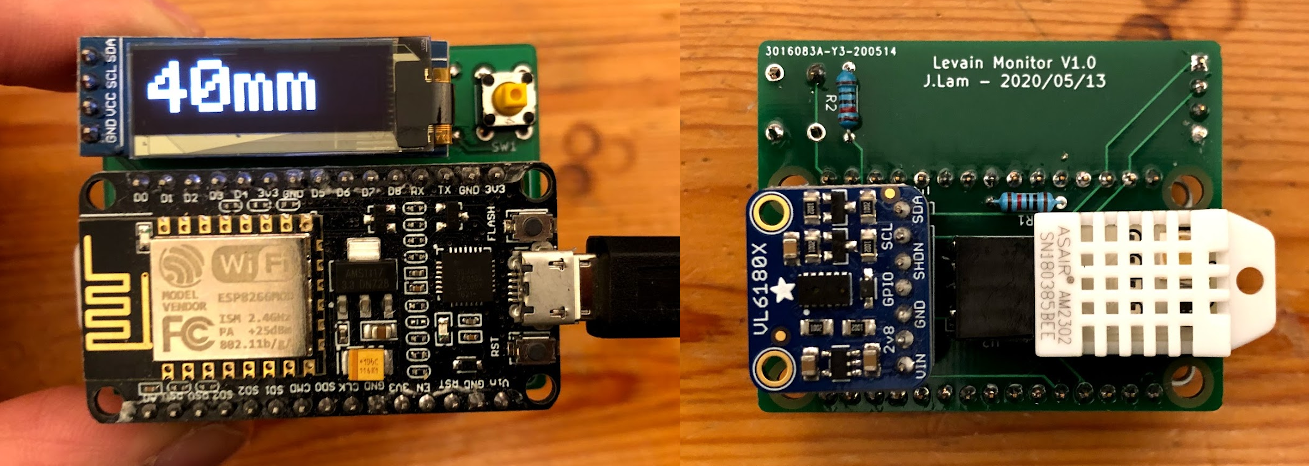 40mm
GND VCC SCL SDA
SW1
D0 D1 D2 D3 D4 3V3 GND D5 D6 D7 D8 RX TX GND 3V3
FLASH
WiFi
MODEL
VENDOR
ESP8266MOD
ISM 2.4GHz
PA +25dBm
802.11b/g/
FC
RST
SD2 SD1 CMD SD0 CLK GND 3V3 EN RST GND Vin
3016083A-Y3-200514
Levain Monitor V1.0
J.Lam - 2020/05/13
R2
R1
VL6180X
SDA
SCL
SHDN
GPIO
GND
2v8
VIN
ASAIR® AM2302
SN180385BEE